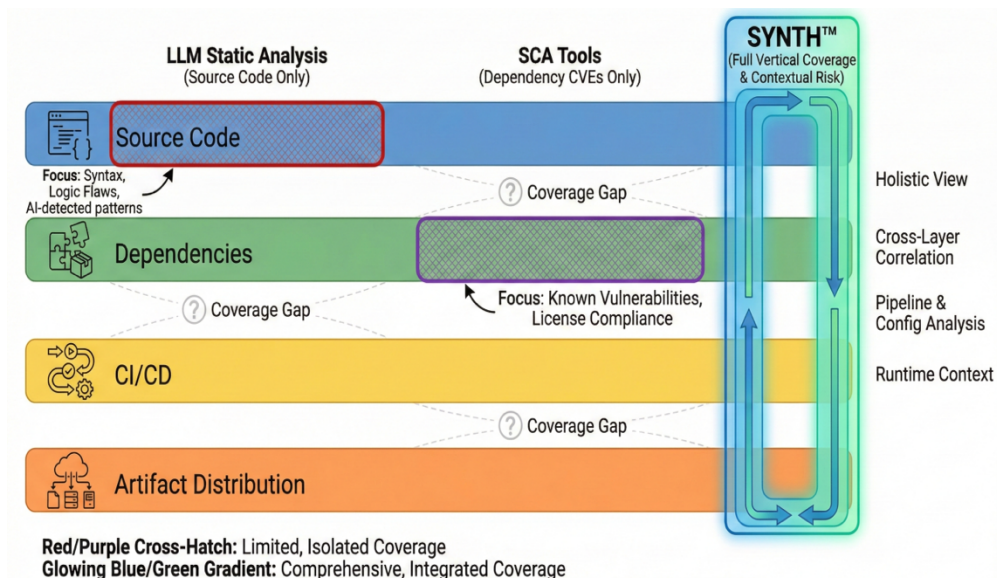 LLM Static Analysis
(Source Code Only)
SCA Tools
(Dependency CVEs Only)
SYNTH™
(Full Vertical Coverage
& Contextual Risk)
Source Code
Focus: Syntax,
Logic Flaws,
AI-detected patterns
? Coverage Gap
Holistic View
Dependencies
Cross-Layer
Correlation
Focus: Known Vulnerabilities,
License Compliance
? Coverage Gap
Pipeline &
Config Analysis
CI/CD
Runtime Context
? Coverage Gap
Artifact Distribution
Red/Purple Cross-Hatch: Limited, Isolated Coverage
Glowing Blue/Green Gradient: Comprehensive, Integrated Coverage